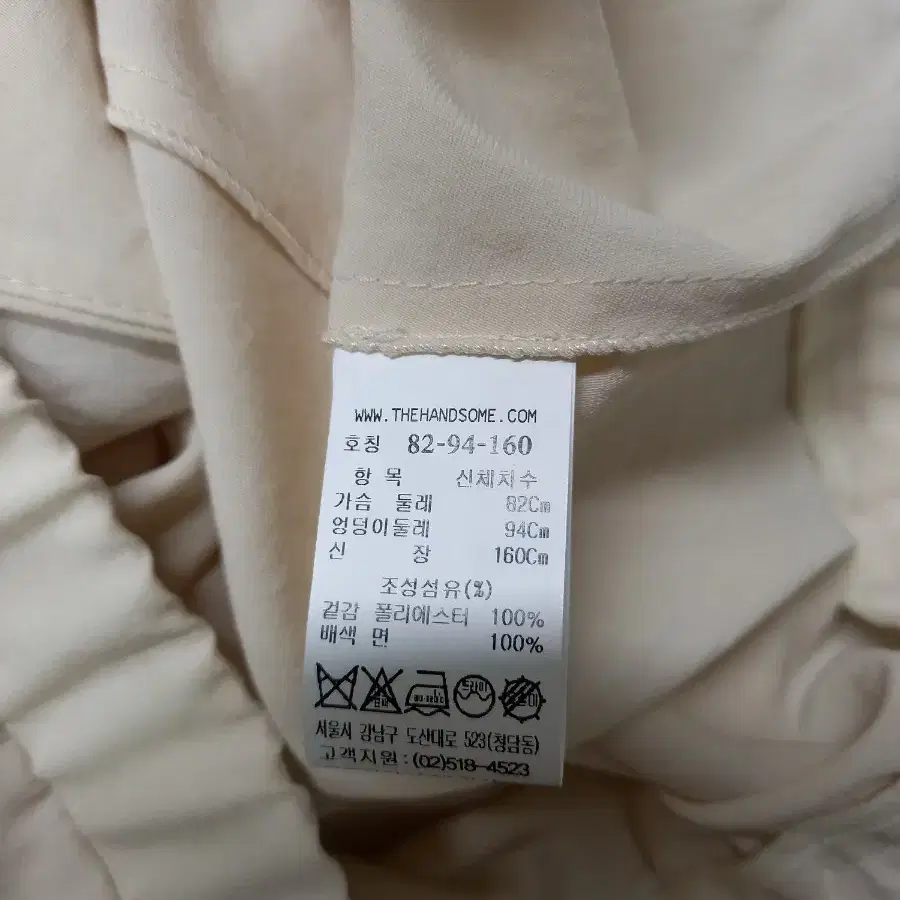 WWW.THEHANDSOME.COM
호칭 82-94-160
항 목 신체치수
가슴 둘레 82Cm
엉덩이둘레 94Cm
신 장 160Cm
조성섬유(%)
겉감 폴리에스터 100%
배색 면 100%
드라이
서울시 강남구 도산대로 523(청담동)
고객지원 : (02)518-4523